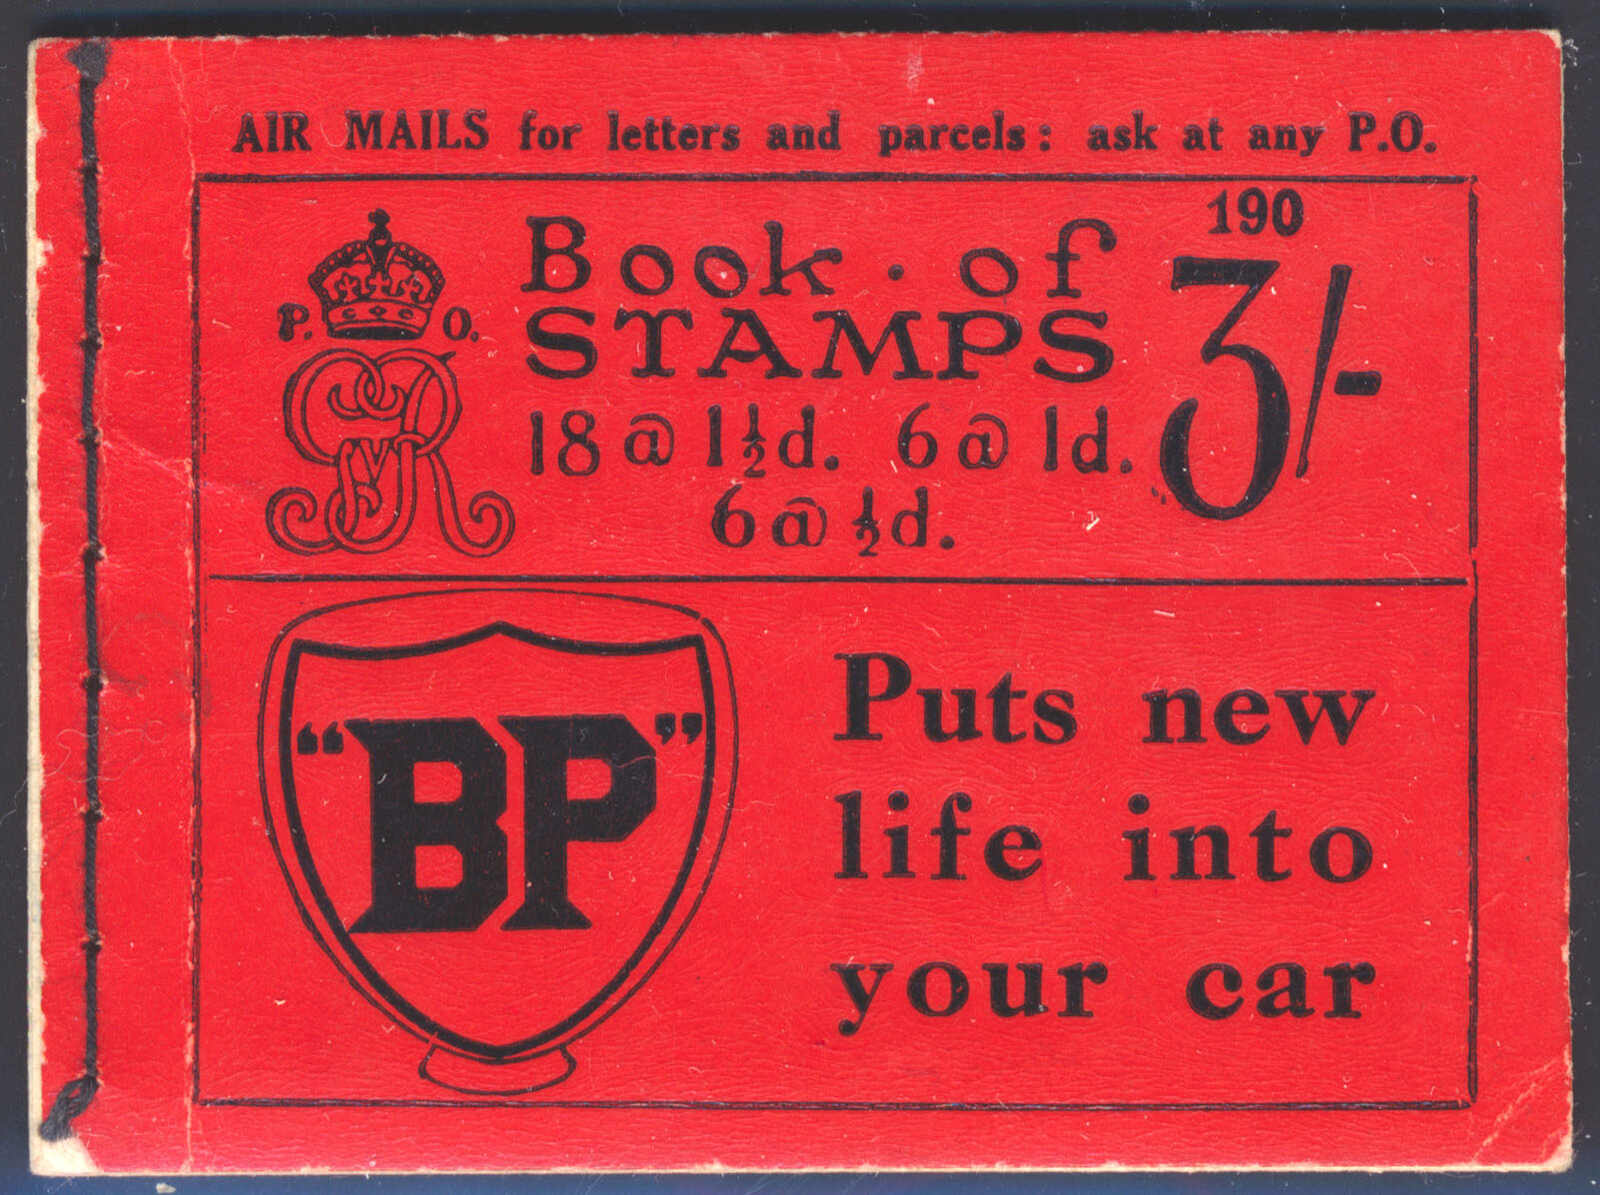 AIR MAILS for letters and parcels: ask at any P.O.
190
P. O.
GVR
Book · of
STAMPS
3/-
18 @ 1½d. 6 @ 1d.
6 @ ½d.
"BP"
Puts new
life into
your car